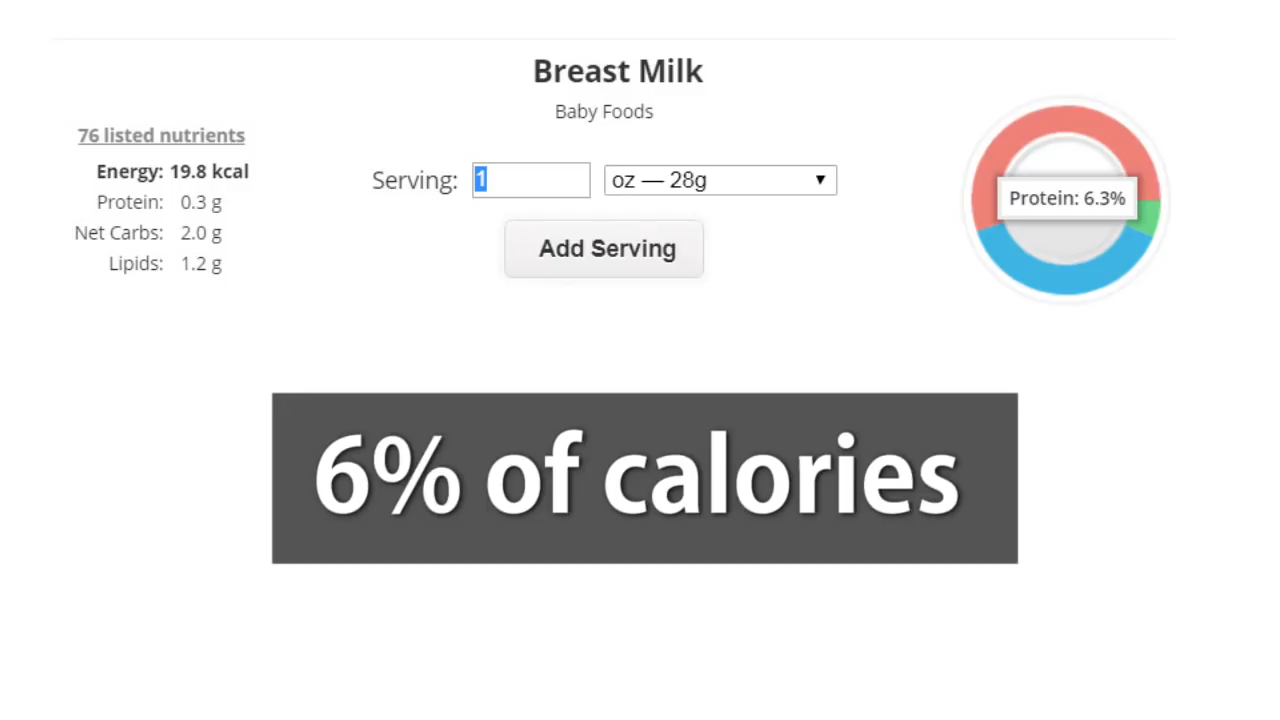 Breast Milk
Baby Foods
76 listed nutrients
Energy: 19.8 kcal
Protein: 0.3 g
Net Carbs: 2.0 g
Lipids: 1.2 g
Serving: 1 oz — 28g
Add Serving
Protein: 6.3%
6% of calories